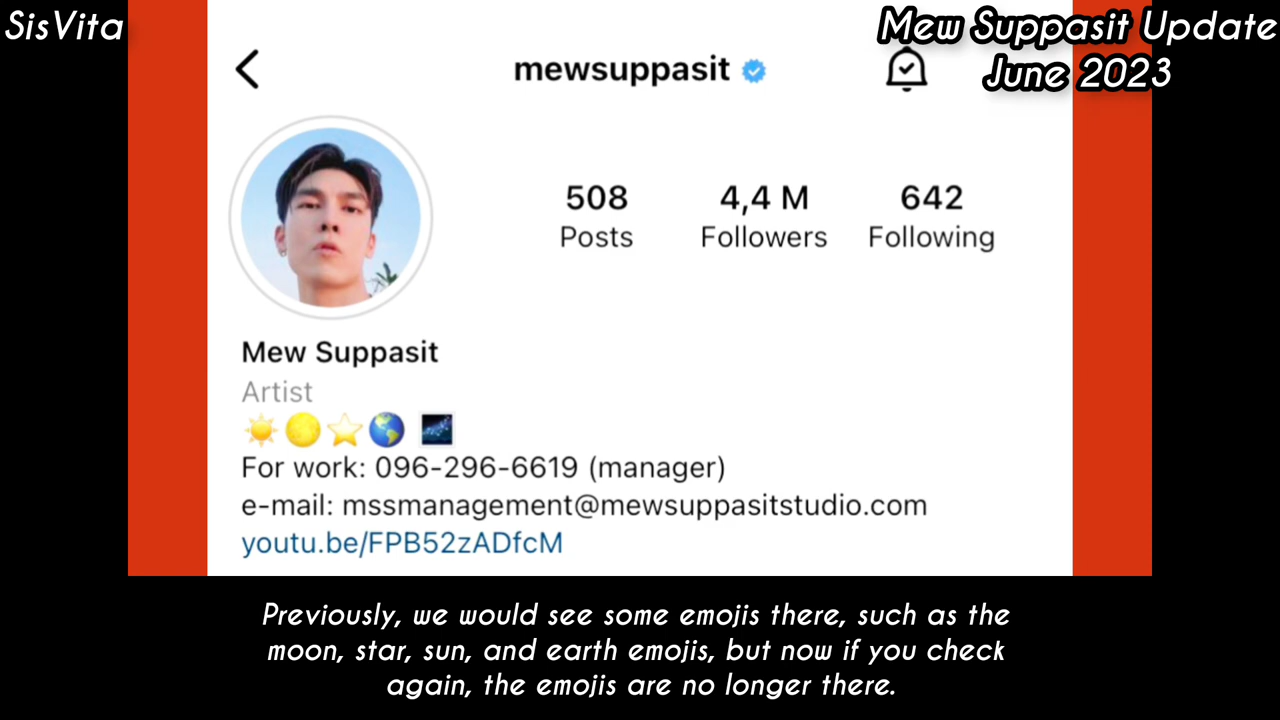 SisVita
Mew Suppasit Update
June 2023
mewsuppasit
508
4,4 M
642
Posts
Followers
Following
Mew Suppasit
Artist
☀️🌕⭐🌎 🌌
For work: 096-296-6619 (manager)
e-mail: mssmanagement@mewsuppasitstudio.com
youtu.be/FPB52zADfcM
Previously, we would see some emojis there, such as the
moon, star, sun, and earth emojis, but now if you check
again, the emojis are no longer there.